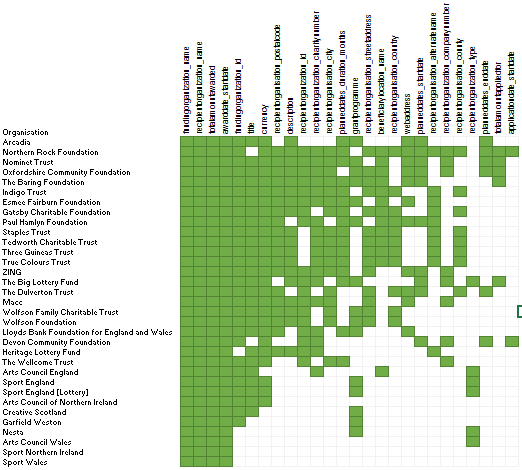 fundingorganization_name
recipientorganization_name
totalamountawarded
awarddate_startdate
fundingorganization_id
title
currency
recipientorganisation_postalcode
description
recipientorganization_id
recipientorganization_charitynumber
recipientorganisation_city
planneddates_duration_months
grantprogramme
recipientorganisation_streetaddress
beneficiarylocation_name
recipientorganisation_country
webaddress
planneddates_startdate
recipientorganization_alternatename
recipientorganization_companynumber
recipientorganisation_county
recipientorganization_type
planneddates_enddate
totalamountappliedfor
applicationdate_startdate
Organisation
Arcadia
Northern Rock Foundation
Nominet Trust
Oxfordshire Community Foundation
The Baring Foundation
Indigo Trust
Esmee Fairburn Foundation
Gatsby Charitable Foundation
Paul Hamlyn Foundation
Staples Trust
Tedworth Charitable Trust
Three Guineas Trust
True Colours Trust
ZING
The Big Lottery Fund
The Dulverton Trust
Macc
Wolfson Family Charitable Trust
Wolfson Foundation
Lloyds Bank Foundation for England and Wales
Devon Community Foundation
Heritage Lottery Fund
The Wellcome Trust
Arts Council England
Sport England
Sport England [Lottery]
Arts Council of Northern Ireland
Creative Scotland
Garfield Weston
Nesta
Arts Council Wales
Sport Northern Ireland
Sport Wales